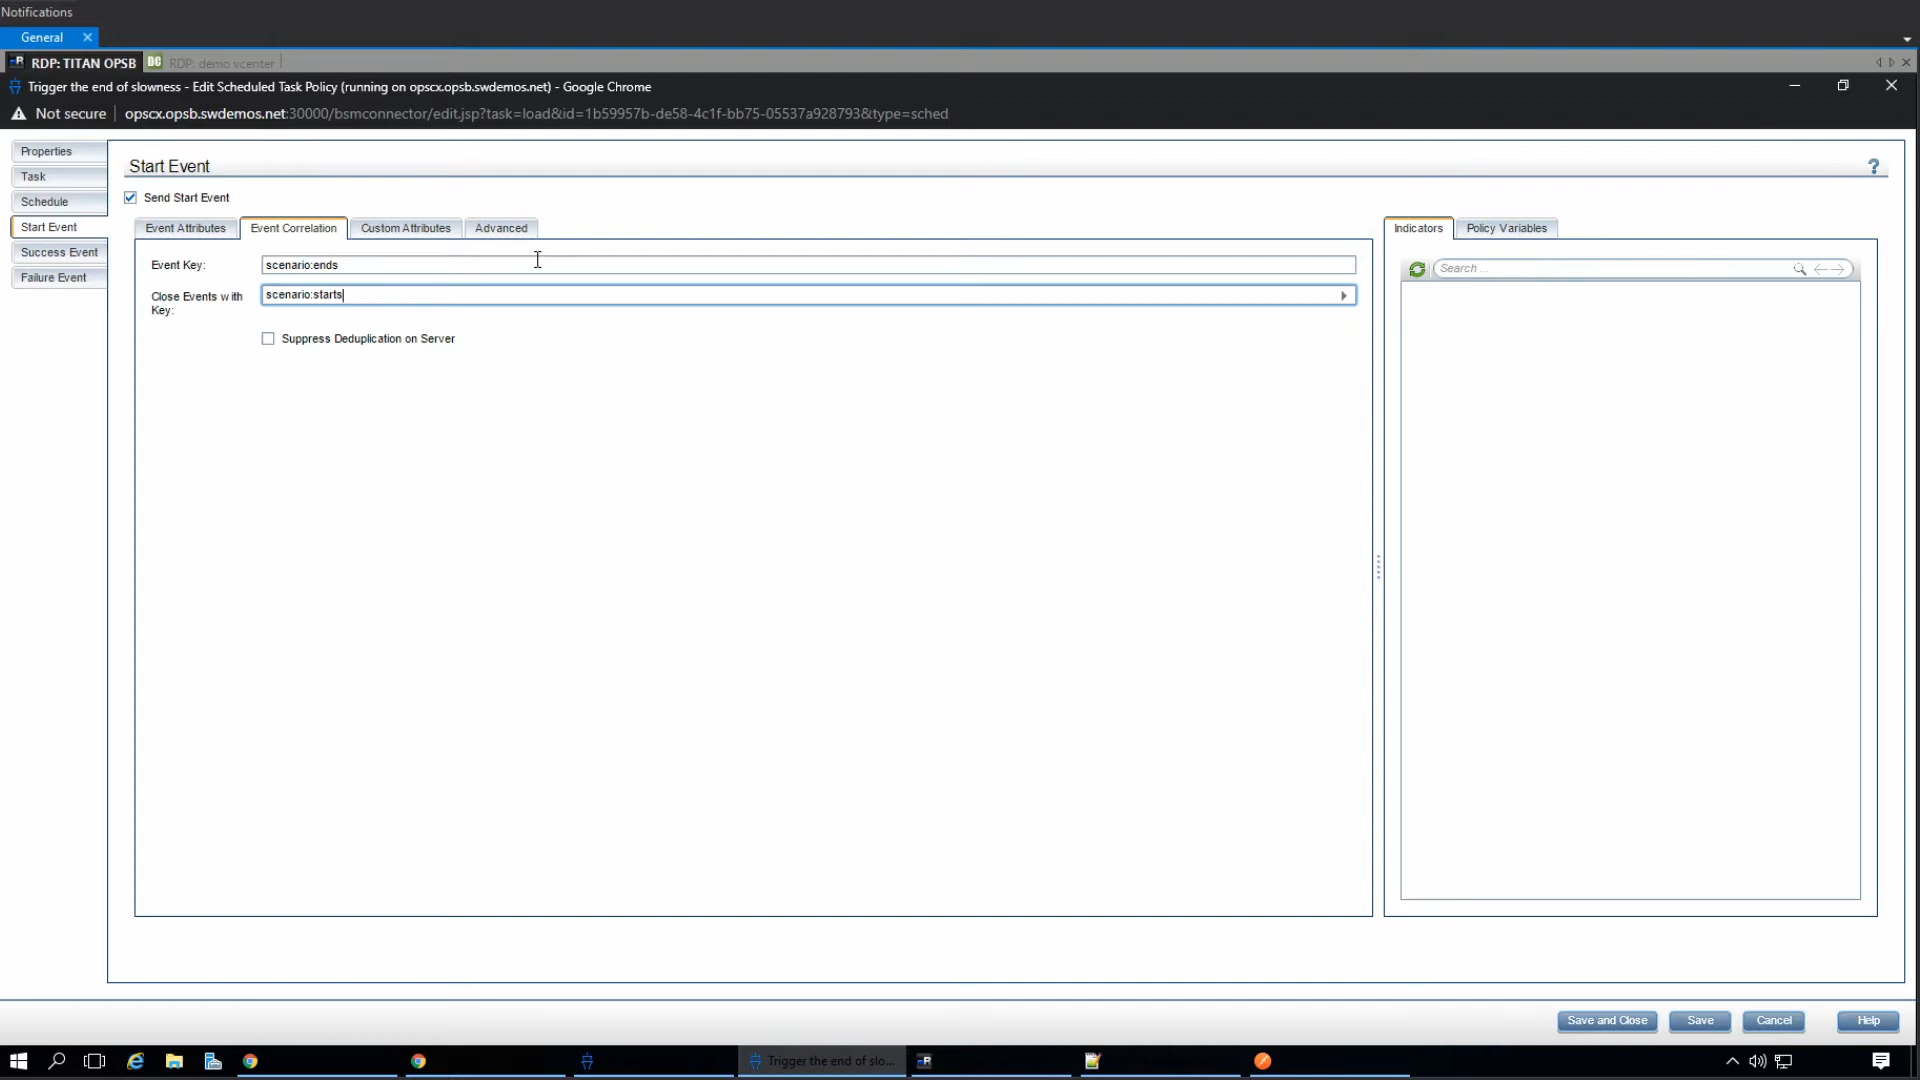 Notifications
General
RDP: TITAN OPSB
DC
RDP: demo vcenter
Trigger the end of slowness - Edit Scheduled Task Policy (running on opscx.opsb.swdemos.net) - Google Chrome
Not secure
opscx.opsb.swdemos.net:30000/bsmconnector/edit.jsp?task=load&id=1b59957b-de58-4c1f-bb75-05537a928793&type=sched
Properties
Task
Schedule
Start Event
Success Event
Failure Event
Start Event
?
Send Start Event
Event Attributes
Event Correlation
Custom Attributes
Advanced
Event Key:
scenario:ends
Close Events with
Key:
scenario:starts
Suppress Deduplication on Server
Indicators
Policy Variables
Search ...
Save and Close
Save
Cancel
Help
Trigger the end of slo...